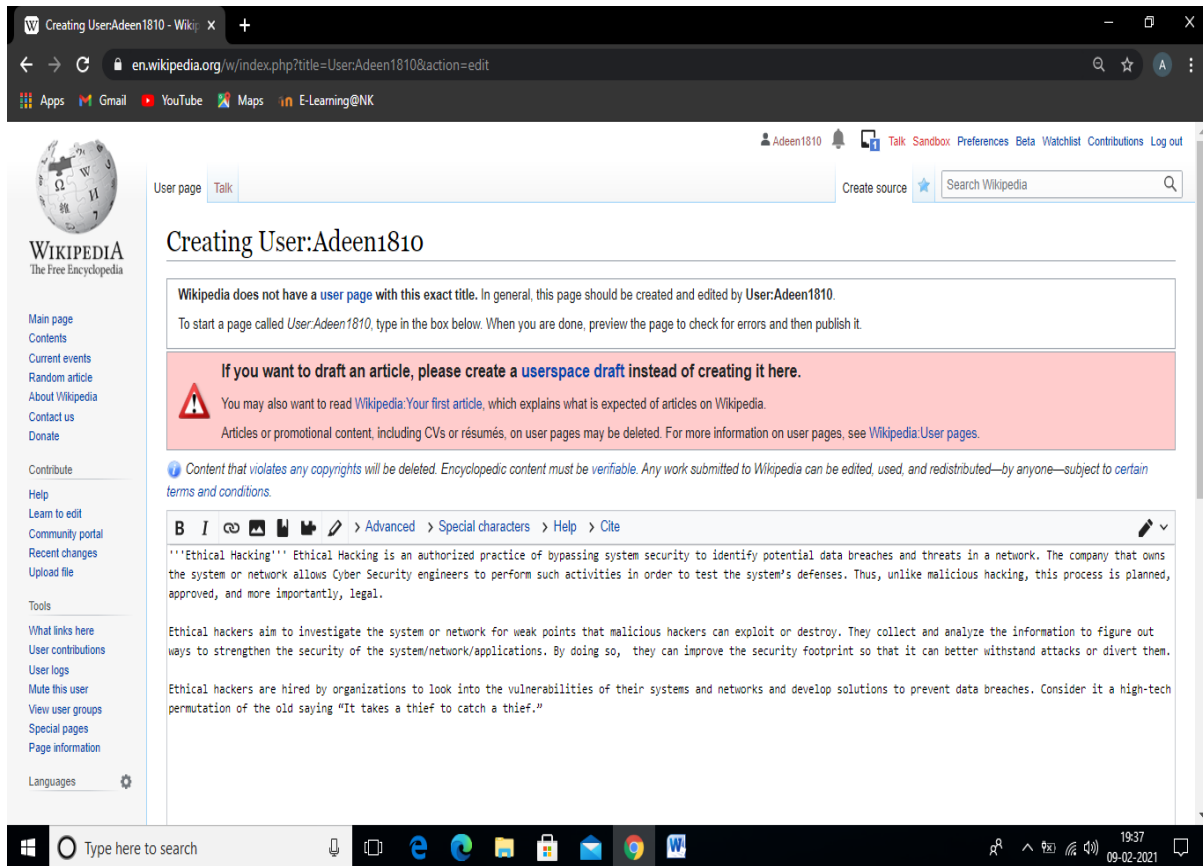 Creating User:Adeen1810 - Wikip
en.wikipedia.org/w/index.php?title=User:Adeen1810&action=edit
A
Apps Gmail YouTube Maps E-Learning@NK
Adeen1810 1 Talk Sandbox Preferences Beta Watchlist Contributions Log out
User page Talk Create source Search Wikipedia
WIKIPEDIA
The Free Encyclopedia
Main page
Contents
Current events
Random article
About Wikipedia
Contact us
Donate
Contribute
Help
Learn to edit
Community portal
Recent changes
Upload file
Tools
What links here
User contributions
User logs
Mute this user
View user groups
Special pages
Page information
Languages
Creating User:Adeen1810
Wikipedia does not have a user page with this exact title. In general, this page should be created and edited by User:Adeen1810.
To start a page called User:Adeen1810, type in the box below. When you are done, preview the page to check for errors and then publish it.
If you want to draft an article, please create a userspace draft instead of creating it here.
You may also want to read Wikipedia:Your first article, which explains what is expected of articles on Wikipedia.
Articles or promotional content, including CVs or résumés, on user pages may be deleted. For more information on user pages, see Wikipedia:User pages.
Content that violates any copyrights will be deleted. Encyclopedic content must be verifiable. Any work submitted to Wikipedia can be edited, used, and redistributed—by anyone—subject to certain
terms and conditions.
B I Advanced Special characters Help Cite
'''Ethical Hacking''' Ethical Hacking is an authorized practice of bypassing system security to identify potential data breaches and threats in a network. The company that owns
the system or network allows Cyber Security engineers to perform such activities in order to test the system’s defenses. Thus, unlike malicious hacking, this process is planned,
approved, and more importantly, legal.
Ethical hackers aim to investigate the system or network for weak points that malicious hackers can exploit or destroy. They collect and analyze the information to figure out
ways to strengthen the security of the system/network/applications. By doing so,  they can improve the security footprint so that it can better withstand attacks or divert them.
Ethical hackers are hired by organizations to look into the vulnerabilities of their systems and networks and develop solutions to prevent data breaches. Consider it a high-tech
permutation of the old saying “It takes a thief to catch a thief.”
Type here to search
19:37
09-02-2021